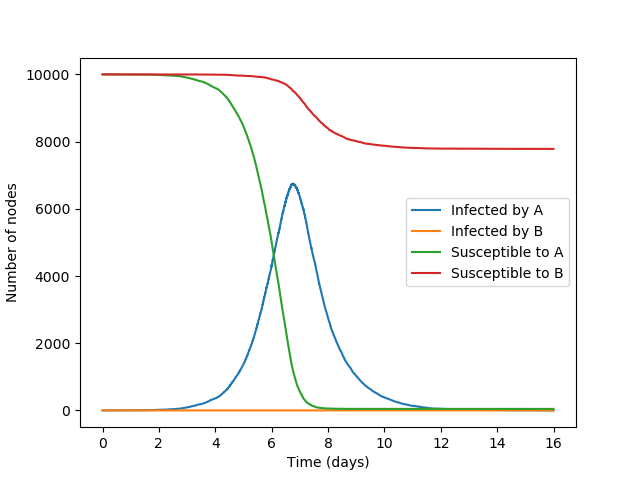 10000
8000
6000
4000
2000
0
Number of nodes
Infected by A
Infected by B
Susceptible to A
Susceptible to B
0 2 4 6 8 10 12 14 16
Time (days)